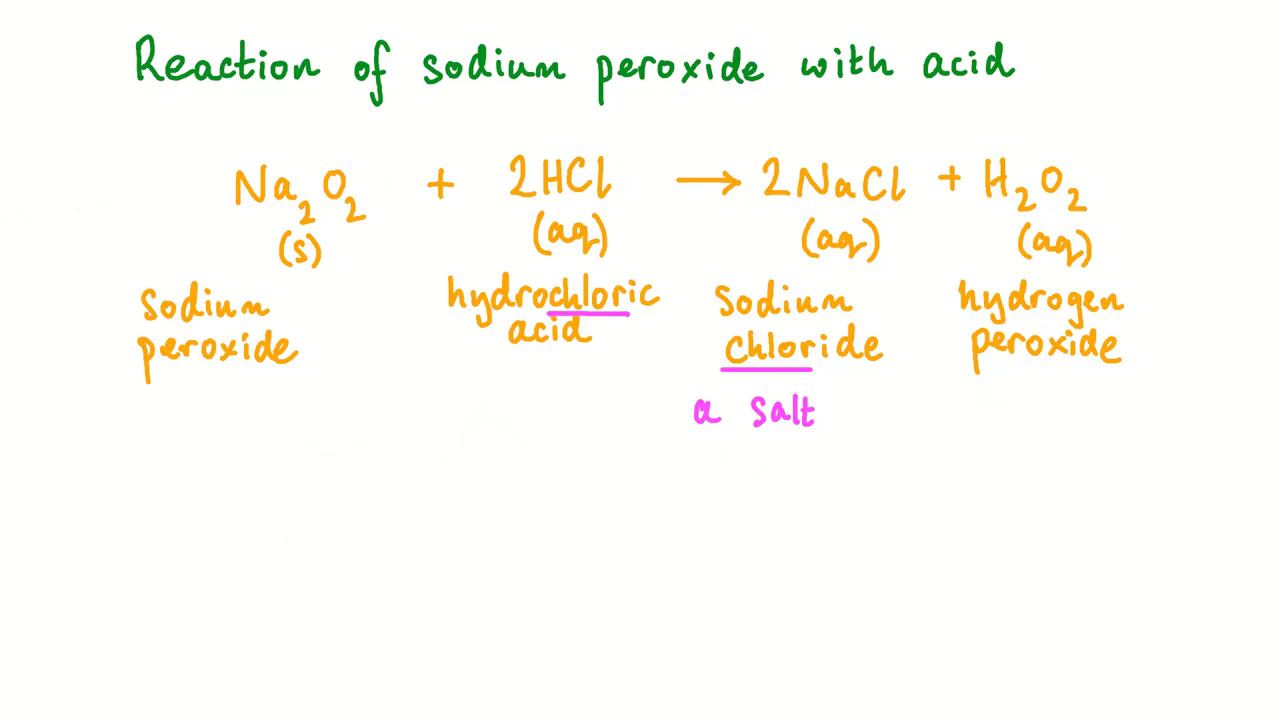 Reaction of sodium peroxide with acid
Na₂O₂ + 2HCl → 2NaCl + H₂O₂
(s) (aq) (aq) (aq)
sodium peroxide
hydrochloric acid
sodium chloride
hydrogen peroxide
a salt